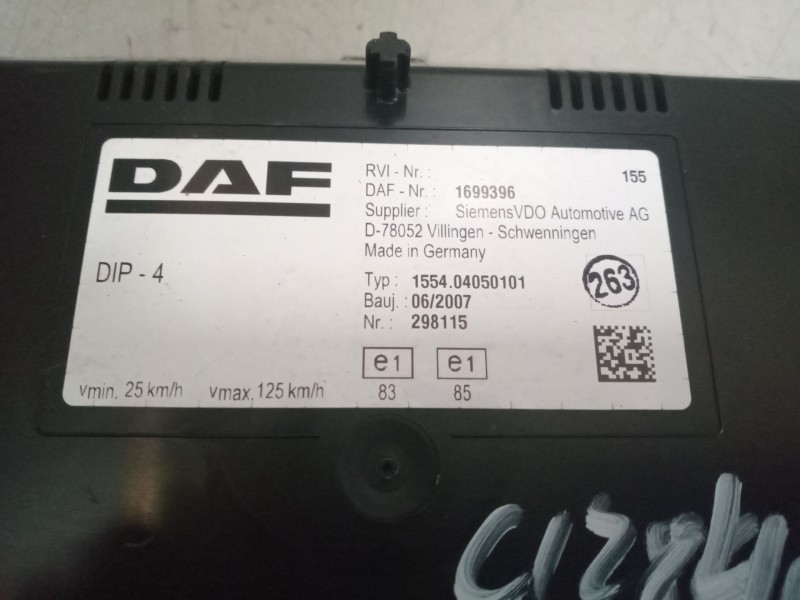 DAF
RVI - Nr. : 155
DAF - Nr. : 1699396
Supplier : SiemensVDO Automotive AG
D-78052 Villingen - Schwenningen
Made in Germany
DIP - 4
Typ : 1554.04050101
Bauj. : 06/2007
Nr. : 298115
263
e1 e1
vmin. 25 km/h vmax. 125 km/h 83 85